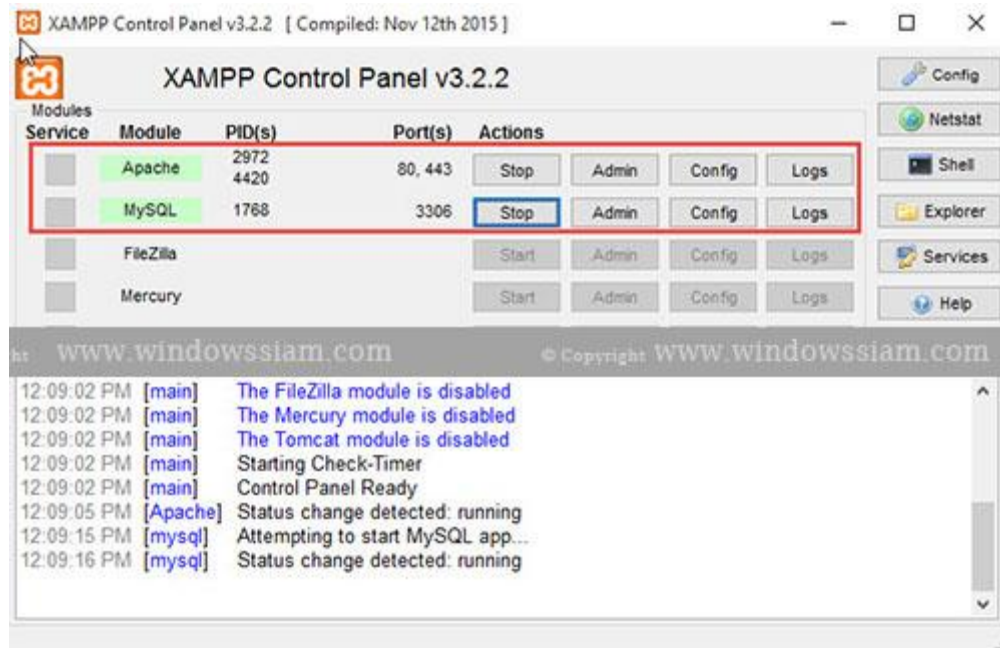 XAMPP Control Panel v3.2.2 [ Compiled: Nov 12th 2015 ]
XAMPP Control Panel v3.2.2
Config
Modules
Service Module PID(s) Port(s) Actions
Netstat
Apache 2972 4420 80, 443 Stop Admin Config Logs
Shell
MySQL 1768 3306 Stop Admin Config Logs
Explorer
FileZilla Start Admin Config Logs
Services
Mercury Start Admin Config Logs
Help
www.windowssiam.com © Copyright www.windowssiam.com
12:09:02 PM [main] The FileZilla module is disabled
12:09:02 PM [main] The Mercury module is disabled
12:09:02 PM [main] The Tomcat module is disabled
12:09:02 PM [main] Starting Check-Timer
12:09:02 PM [main] Control Panel Ready
12:09:05 PM [Apache] Status change detected: running
12:09:15 PM [mysql] Attempting to start MySQL app...
12:09:16 PM [mysql] Status change detected: running